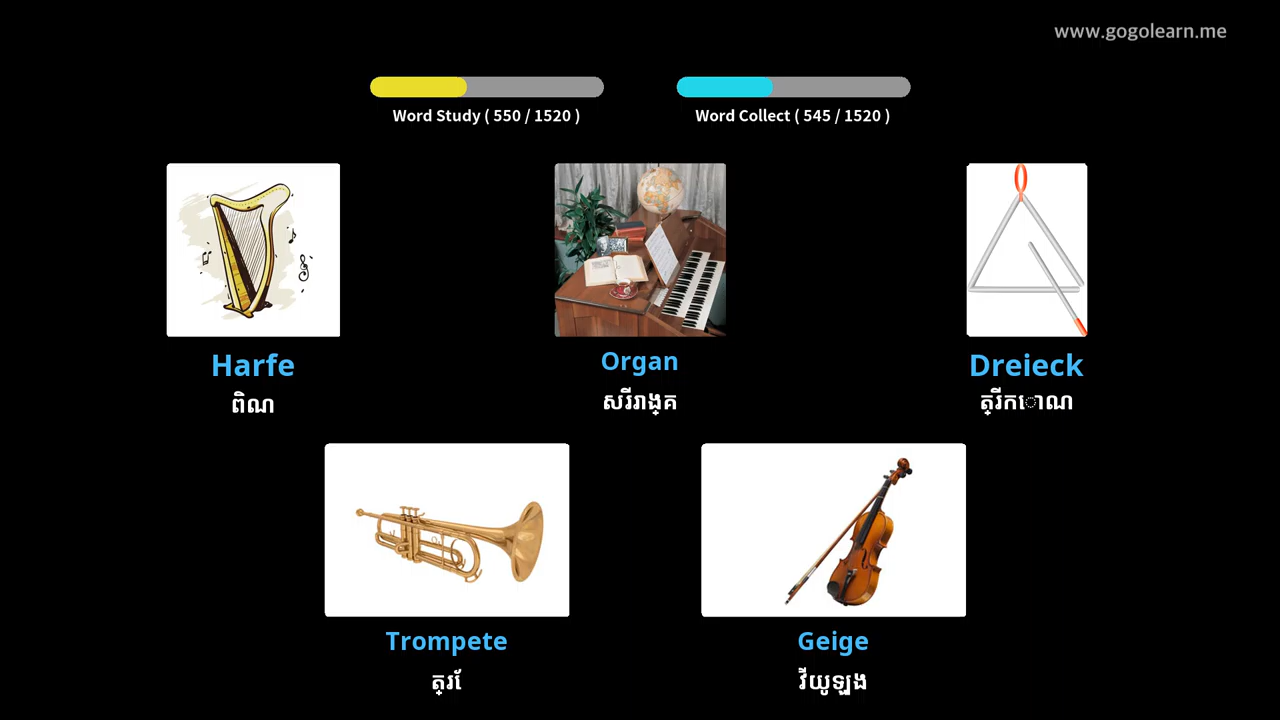 www.gogolearn.me
Word Study ( 550 / 1520 )
Word Collect ( 545 / 1520 )
Harfe
ពិណ
Organ
សរីរាង្គ
Dreieck
ត្រីកោណ
Trompete
ត្រែ
Geige
វីយូឡុង